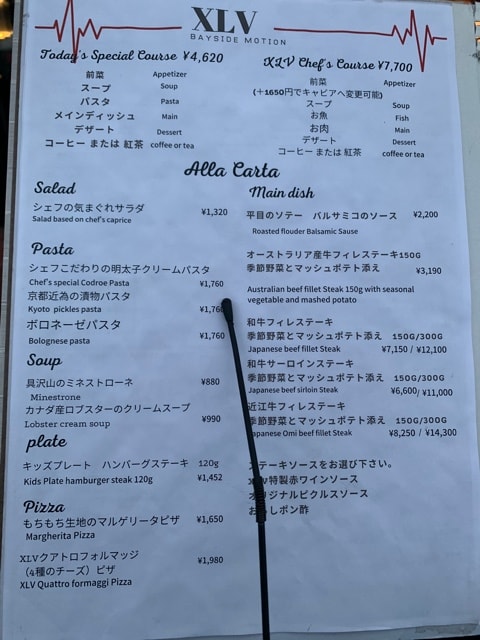 XLV
BAYSIDE MOTION
Today's Special Course ¥4,620
前菜 Appetizer
スープ Soup
パスタ Pasta
メインディッシュ Main
デザート Dessert
コーヒー または 紅茶 coffee or tea
XLV Chef's Course ¥7,700
前菜 Appetizer
(+1650円でキャビアへ変更可能)
スープ Soup
お魚 Fish
お肉 Main
デザート Dessert
コーヒー または 紅茶 coffee or tea
Alla Carta
Salad
シェフの気まぐれサラダ ¥1,320
Salad based on chef's caprice
Pasta
シェフこだわりの明太子クリームパスタ
Chef's special Codroe Pasta ¥1,760
京都近為の漬物パスタ
Kyoto pickles pasta ¥1,760
ボロネーゼパスタ
Bolognese pasta ¥1,760
Soup
具沢山のミネストローネ ¥880
Minestrone
カナダ産ロブスターのクリームスープ
Lobster cream soup ¥990
plate
キッズプレート ハンバーグステーキ 120g
Kids Plate hamburger steak 120g ¥1,452
Pizza
もちもち生地のマルゲリータピザ ¥1,650
Margherita Pizza
XLVクアトロフォルマッジ ¥1,980
(4種のチーズ)ピザ
XLV Quattro formaggi Pizza
Main dish
平目のソテー バルサミコのソース ¥2,200
Roasted flouder Balsamic Sause
オーストラリア産牛フィレステーキ150G
季節野菜とマッシュポテト添え ¥3,190
Australian beef fillet Steak 150g with seasonal
vegetable and mashed potato
和牛フィレステーキ
季節野菜とマッシュポテト添え 150G/300G
Japanese beef fillet Steak ¥7,150 / ¥12,100
和牛サーロインステーキ
季節野菜とマッシュポテト添え 150G/300G
Japanese beef sirloin Steak ¥6,600/ ¥11,000
近江牛フィレステーキ
季節野菜とマッシュポテト添え 150G/300G
Japanese Omi beef fillet Steak ¥8,250 / ¥14,300
ステーキソースをお選び下さい。
XLV特製赤ワインソース
オリジナルピクルスソース
おろしポン酢